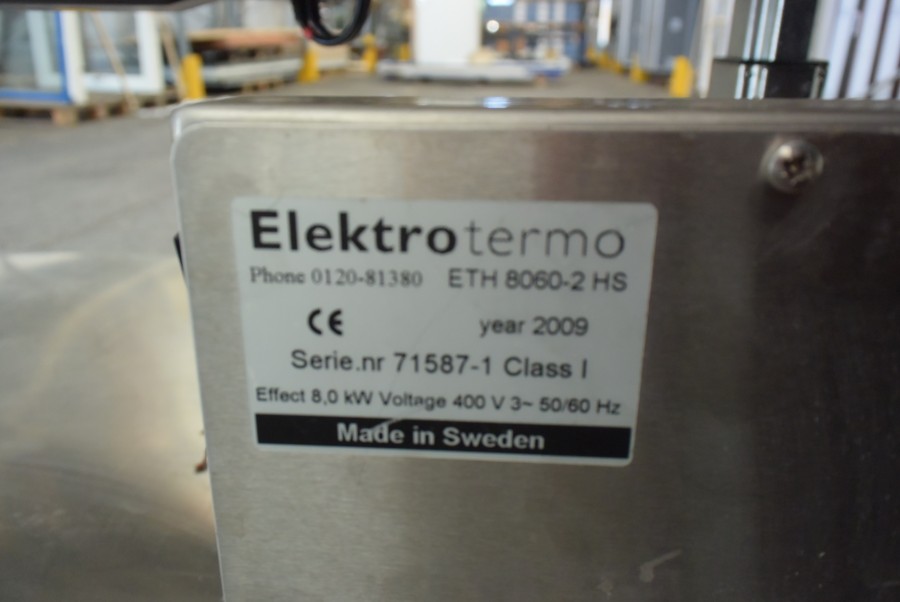 Elektrotermo
Phone 0120-81380 ETH 8060-2 HS
CE year 2009
Serie.nr 71587-1 Class I
Effect 8,0 kW Voltage 400 V 3~ 50/60 Hz
Made in Sweden